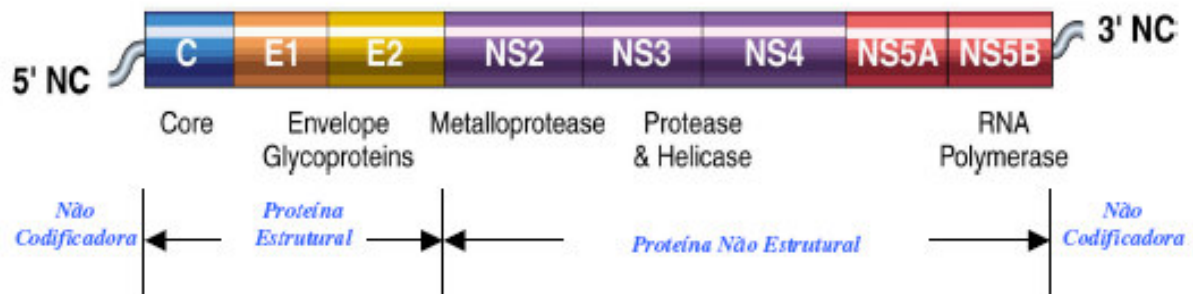 C E1 E2 NS2 NS3 NS4 NS5A NS5B
5' NC
3' NC
Core
Envelope
Glycoproteins
Metalloprotease
Protease
& Helicase
RNA
Polymerase
Não
Codificadora
Proteína
Estrutural
Proteína Não Estrutural
Não
Codificadora